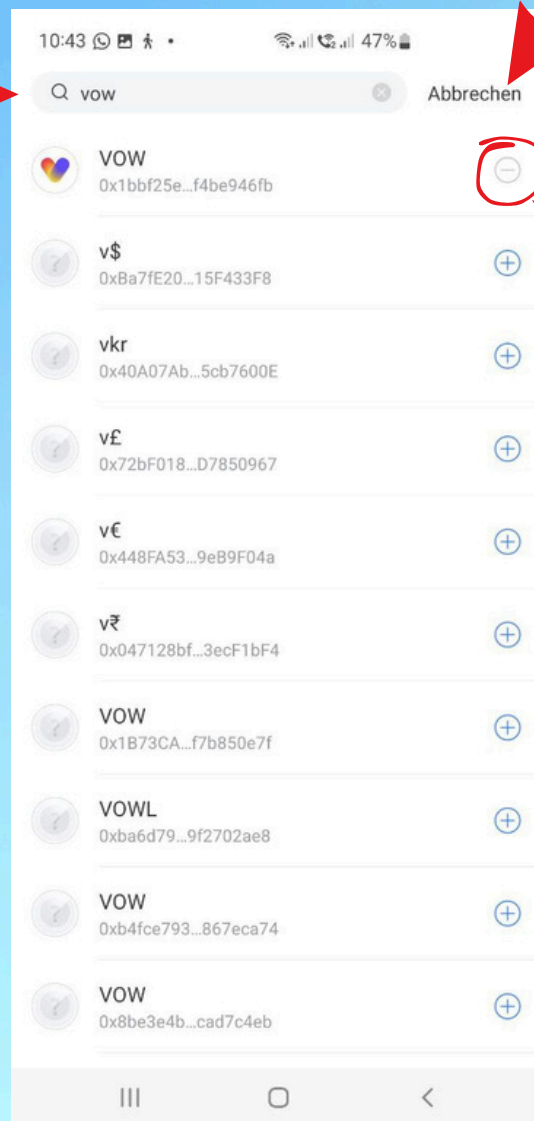 10:43 47%
vow Abbrechen
VOW
0x1bbf25e...f4be946fb
v$
0xBa7fE20...15F433F8
vkr
0x40A07Ab...5cb7600E
v£
0x72bF018...D7850967
v€
0x448FA53...9eB9F04a
v₹
0x047128bf...3ecF1bF4
VOW
0x1B73CA...f7b850e7f
VOWL
0xba6d79...9f2702ae8
VOW
0xb4fce793...867eca74
VOW
0x8be3e4b...cad7c4eb